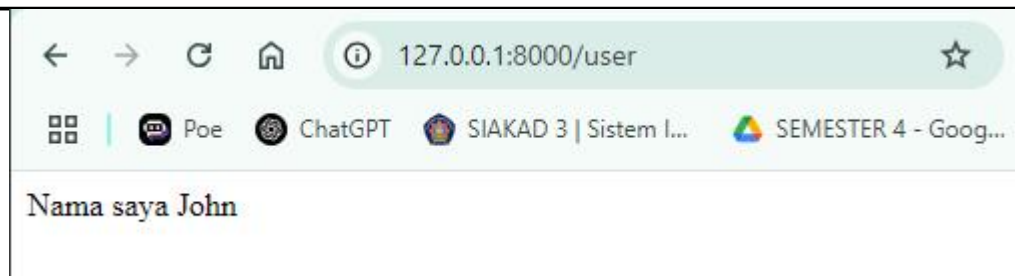 127.0.0.1:8000/user
Poe ChatGPT SIAKAD 3 | Sistem I... SEMESTER 4 - Goog...
Nama saya John